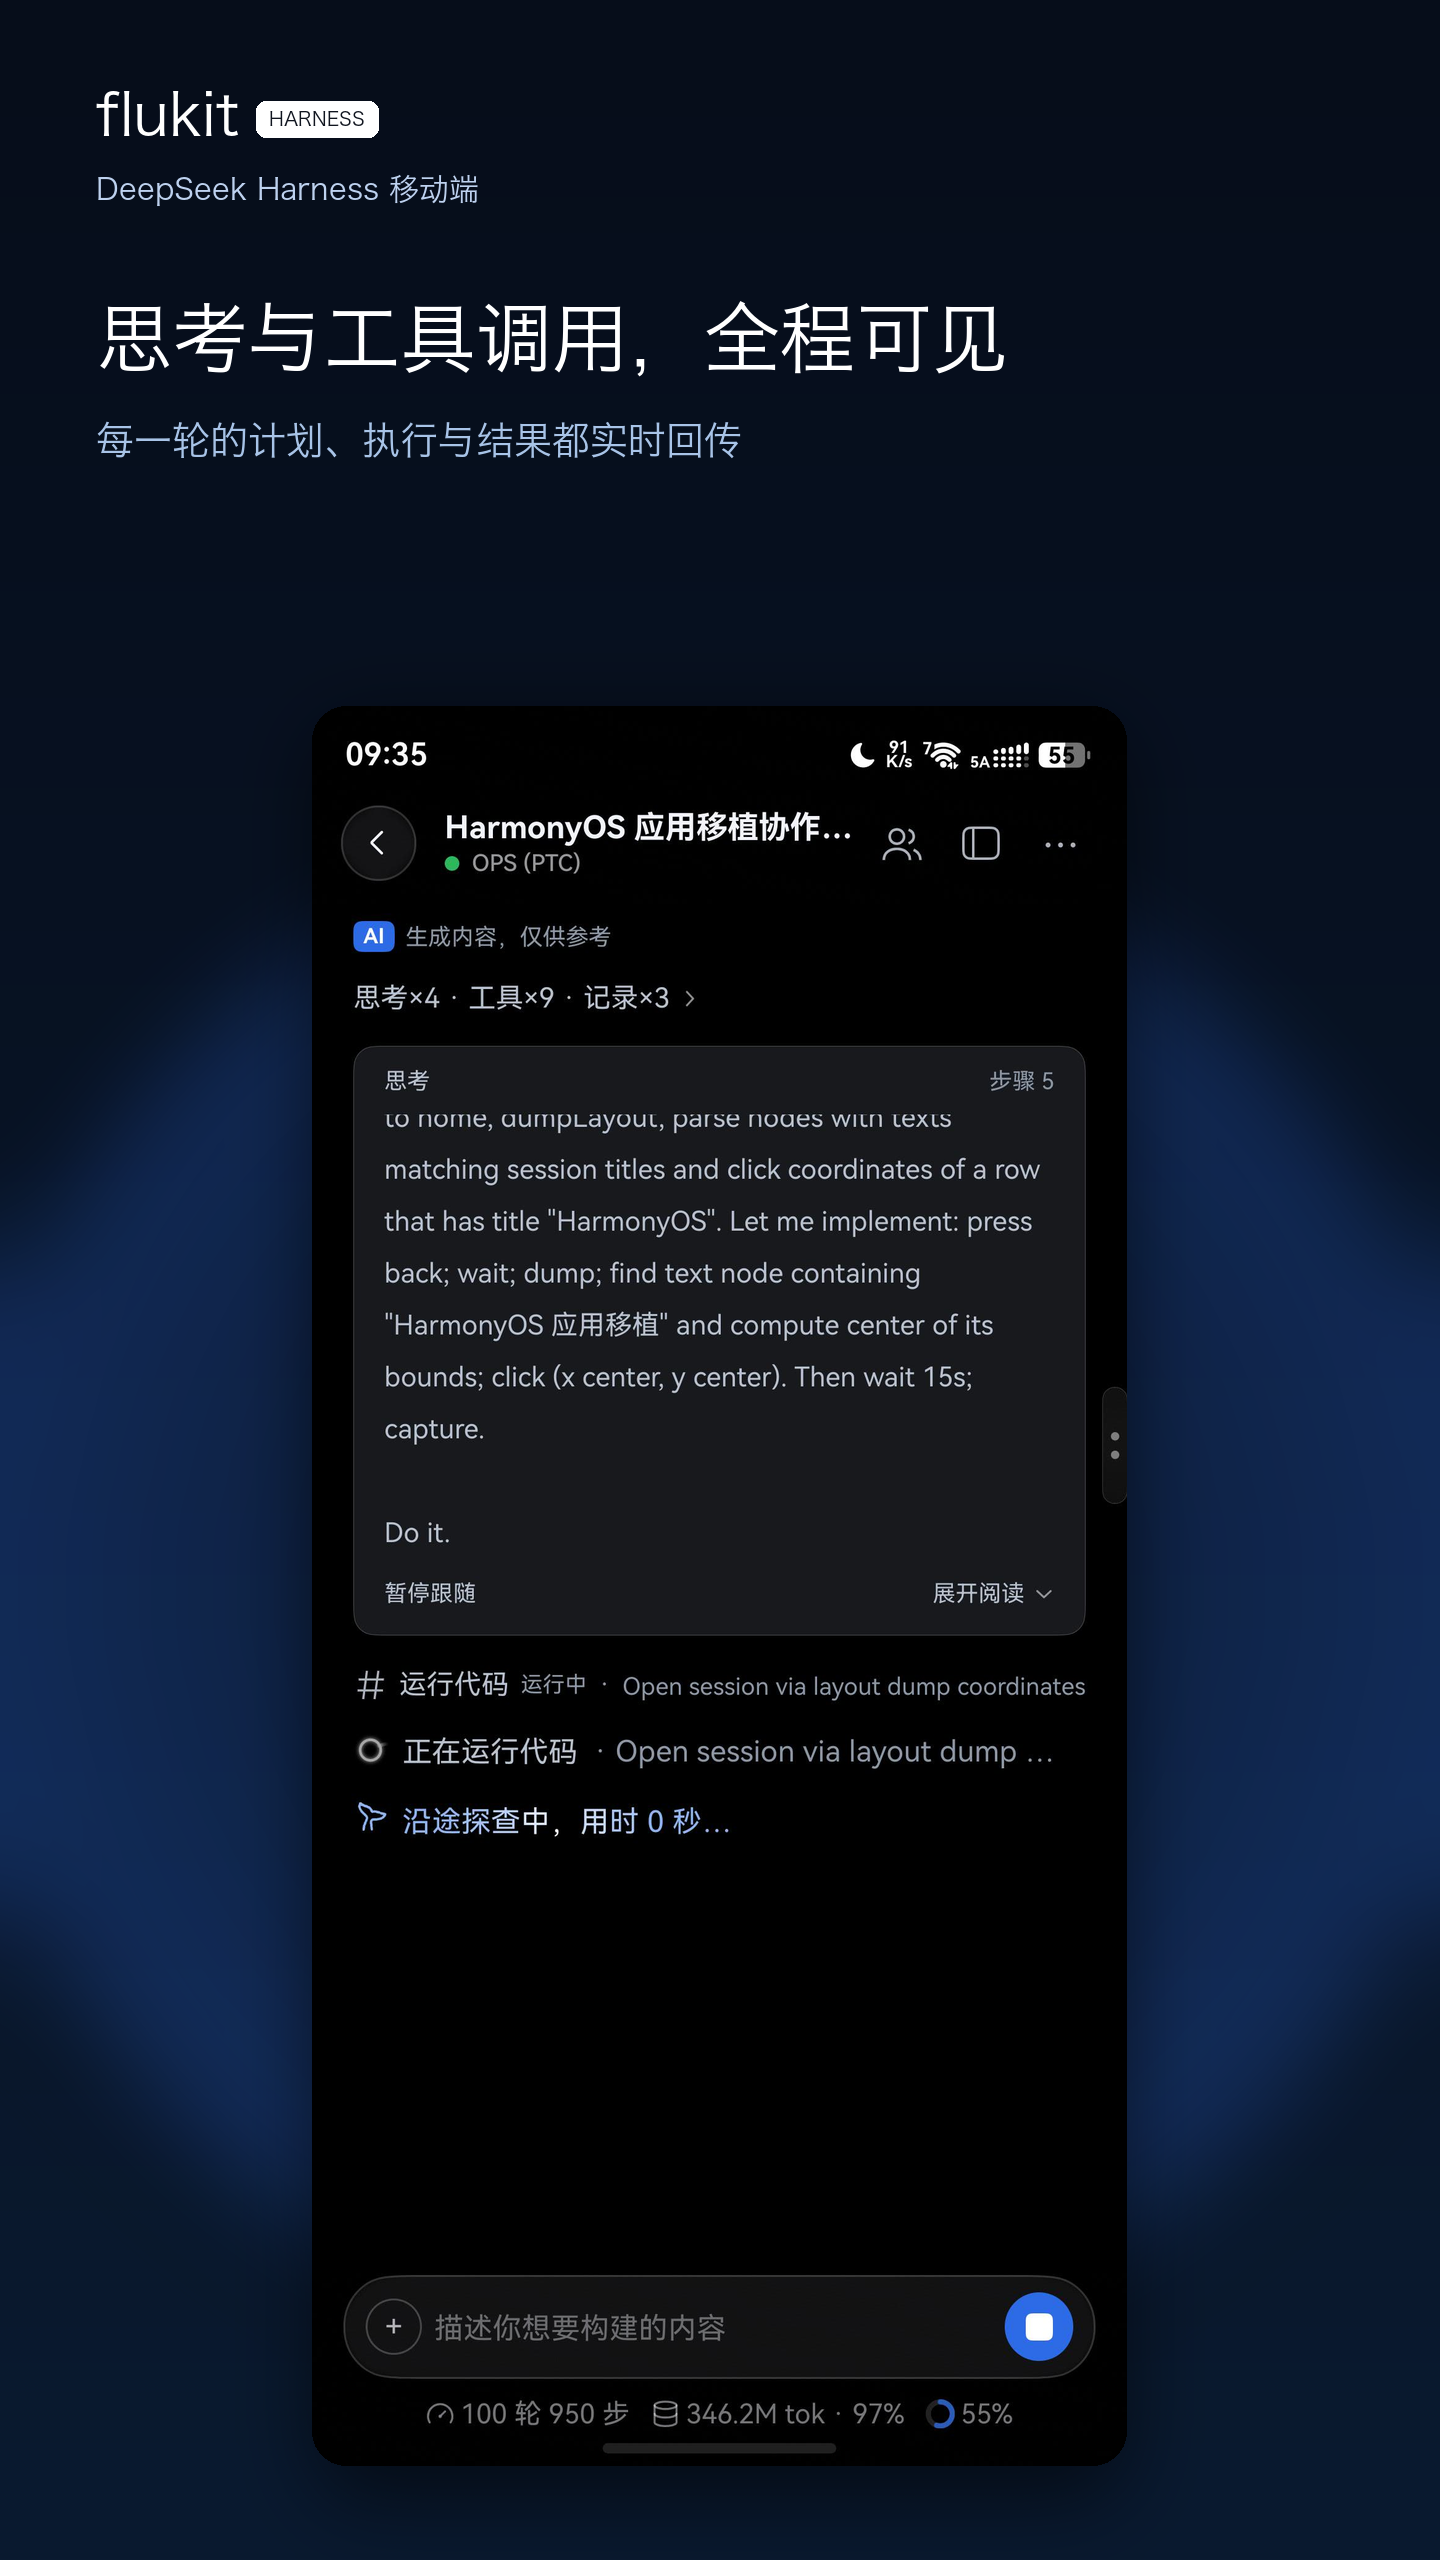 flukit HARNESS
DeepSeek Harness 移动端
思考与工具调用，全程可见
每一轮的计划、执行与结果都实时回传
09:35 91 K/s 7 5A 55
HarmonyOS 应用移植协作...
OPS (PTC)
AI 生成内容，仅供参考
思考×4 · 工具×9 · 记录×3
思考 步骤 5
to home, dumpLayout, parse nodes with texts
matching session titles and click coordinates of a row
that has title "HarmonyOS". Let me implement: press
back; wait; dump; find text node containing
"HarmonyOS 应用移植" and compute center of its
bounds; click (x center, y center). Then wait 15s;
capture.
Do it.
暂停跟随 展开阅读
运行代码 运行中 · Open session via layout dump coordinates
正在运行代码 · Open session via layout dump ...
沿途探查中，用时 0 秒...
描述你想要构建的内容
100 轮 950 步 346.2M tok · 97% 55%